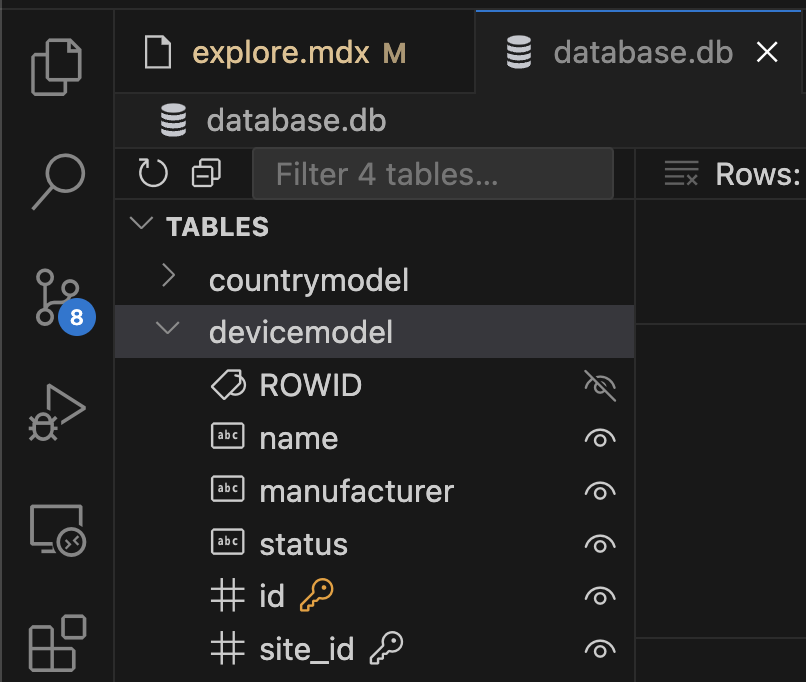 explore.mdx M
database.db
database.db
Filter 4 tables...
Rows:
TABLES
countrymodel
devicemodel
8
ROWID
abc name
abc manufacturer
abc status
id
site_id